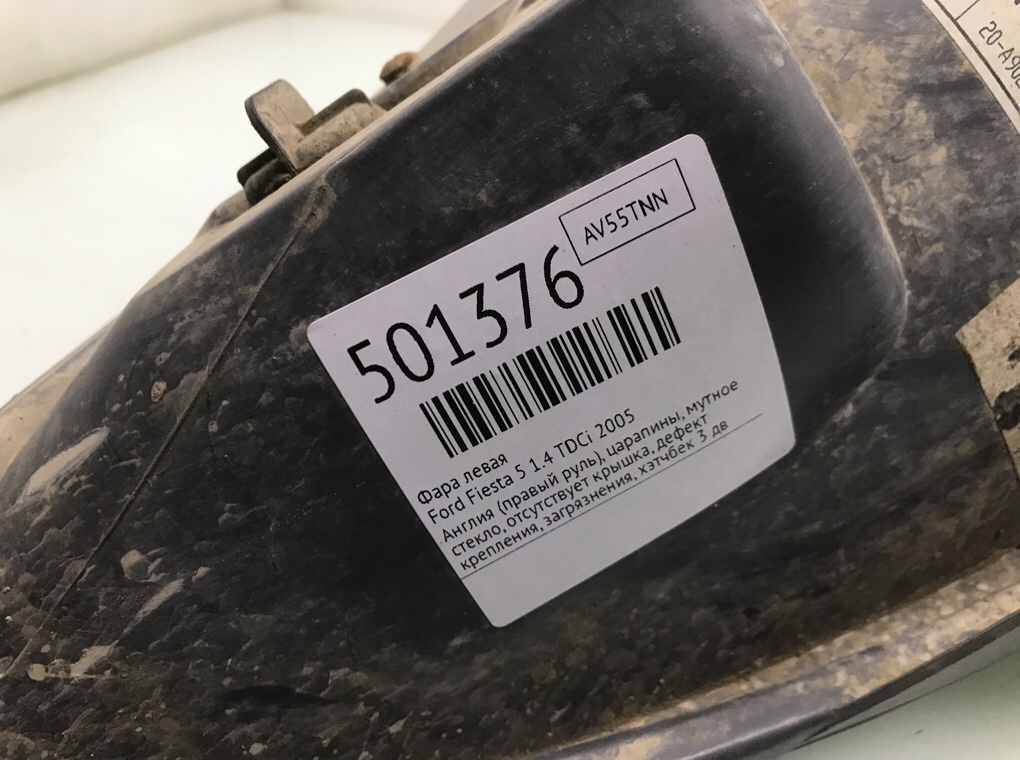 AV55TNN
501376
Фара левая
Ford Fiesta 5 1.4 TDCi 2005
Англия (правый руль), царапины, мутное
стекло, отсутствует крышка, дефект
крепления, загрязнения, хэтчбек 3 дв